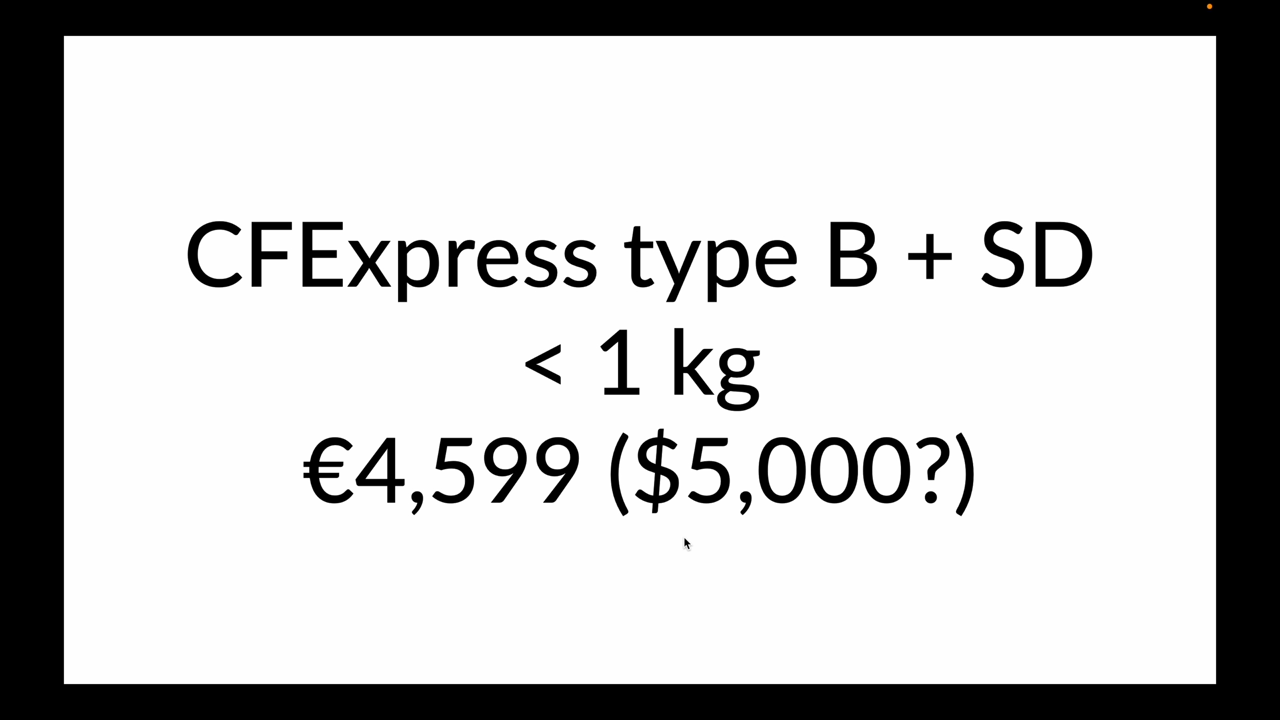 CFExpress type B + SD
< 1 kg
€4,599 ($5,000?)